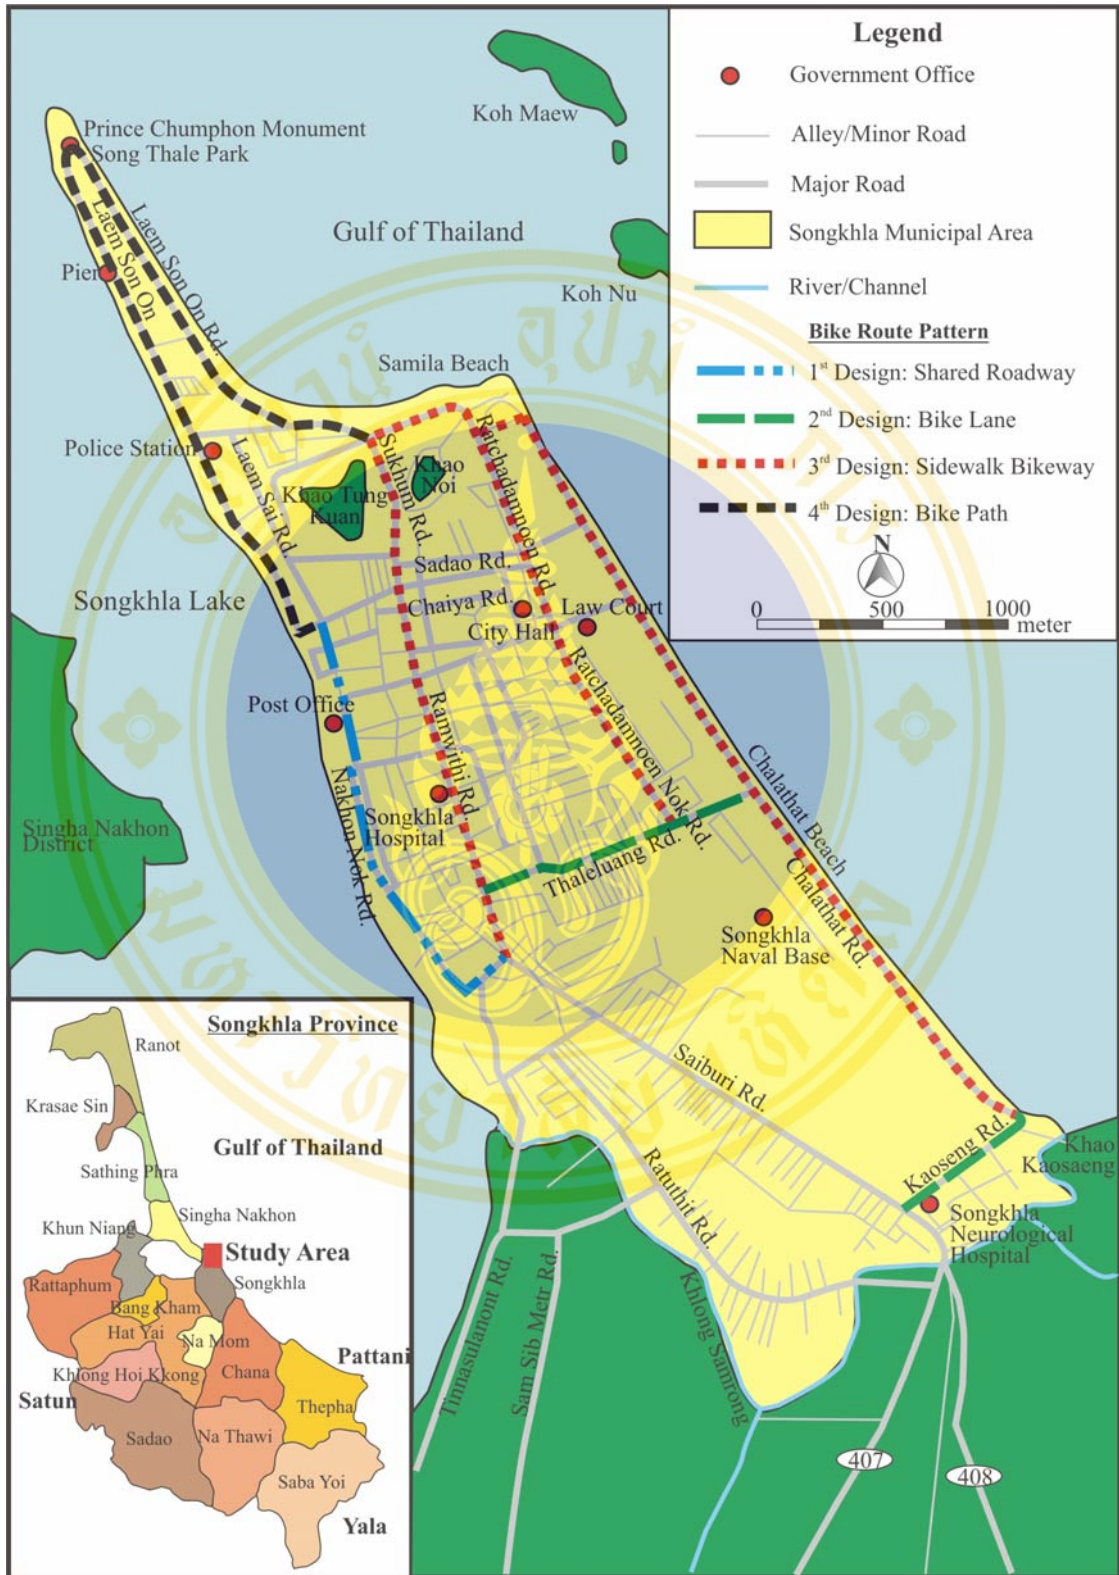 Legend
Government Office
Alley/Minor Road
Major Road
Songkhla Municipal Area
River/Channel
Bike Route Pattern
1st Design: Shared Roadway
2nd Design: Bike Lane
3rd Design: Sidewalk Bikeway
4th Design: Bike Path
N
0 500 1000
meter
Koh Maew
Prince Chumphon Monument
Song Thale Park
Gulf of Thailand
Laem Son On
Laem Son On Rd.
Pier
Koh Nu
Samila Beach
Police Station
Laem Sai Rd.
Khao Tung
Kuan
Sukhum Rd.
Khao
Noi
Ratchadamnoen Rd.
Sadao Rd.
Songkhla Lake
Chaiya Rd.
City Hall
Law Court
Post Office
Ramwithi Rd.
Ratchadamnoen Nok Rd.
Chalathat Beach
Nakhon Nok Rd.
Songkhla
Hospital
Singha Nakhon
District
Thaleluang Rd.
Chalathat Rd.
Songkhla
Naval Base
Saiburi Rd.
Ratuthit Rd.
Kaoseng Rd.
Khao
Kaosaeng
Songkhla
Neurological
Hospital
Tinnasulanont Rd.
Sam Sib Metr Rd.
Khlong Samrong
407
408
Songkhla Province
Ranot
Krasae Sin
Gulf of Thailand
Sathing Phra
Singha Nakhon
Khun Niang
Study Area
Songkhla
Rattaphum
Bang Kham
Hat Yai
Na Mom
Pattani
Khlong Hoi Kkong
Chana
Satun
Thepha
Sadao
Na Thawi
Saba Yoi
Yala